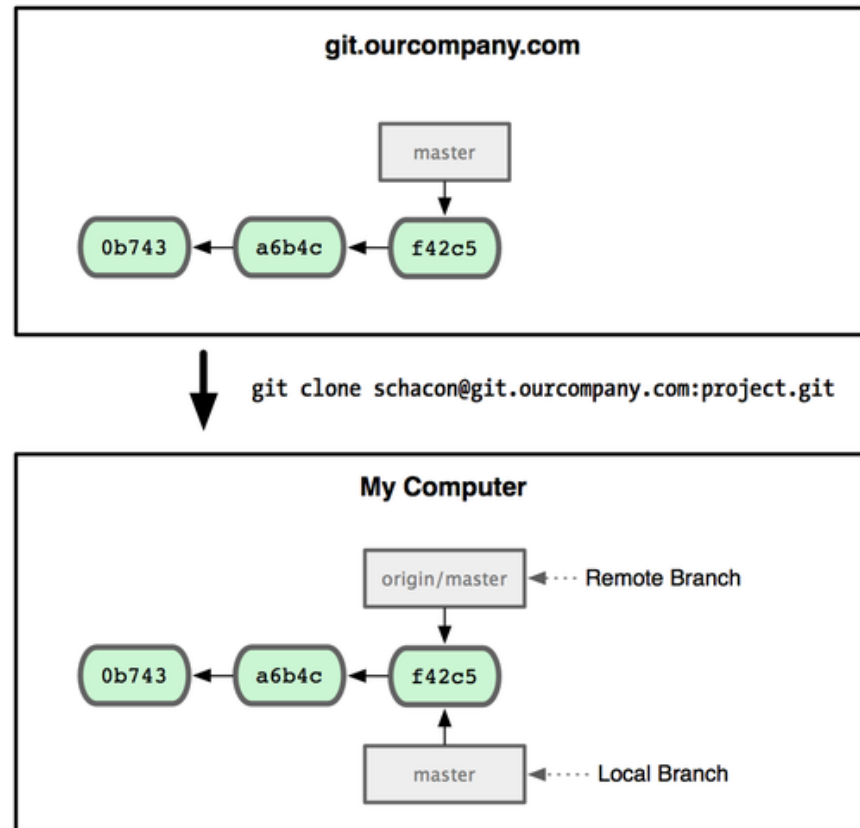 git.ourcompany.com
master
0b743 a6b4c f42c5
git clone schacon@git.ourcompany.com:project.git
My Computer
origin/master Remote Branch
0b743 a6b4c f42c5
master Local Branch